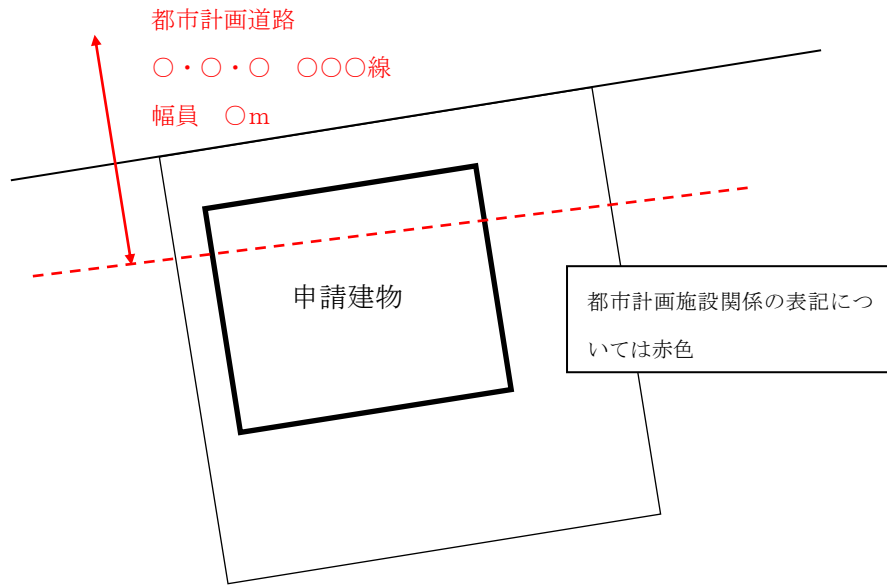 都市計画道路
○・○・○　○○○線
幅員　○ｍ
申請建物
都市計画施設関係の表記につ
いては赤色